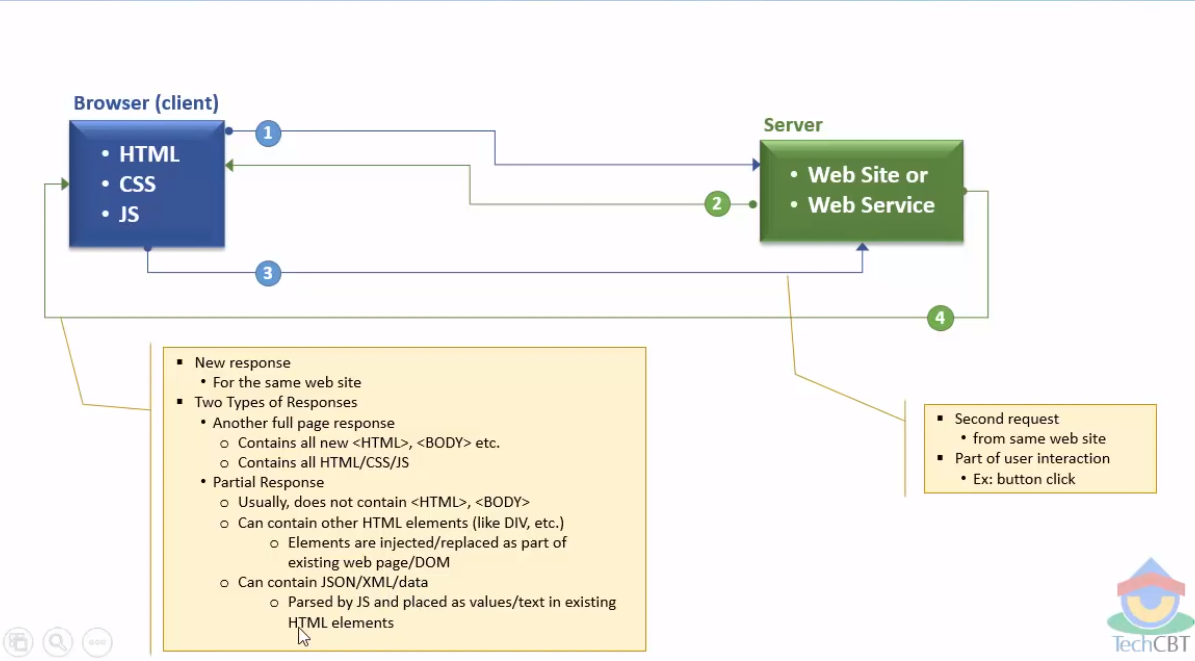 Browser (client)
• HTML
• CSS
• JS
1
Server
• Web Site or
• Web Service
2
3
4
▪ New response
• For the same web site
▪ Two Types of Responses
• Another full page response
o Contains all new <HTML>, <BODY> etc.
o Contains all HTML/CSS/JS
• Partial Response
o Usually, does not contain <HTML>, <BODY>
o Can contain other HTML elements (like DIV, etc.)
o Elements are injected/replaced as part of
existing web page/DOM
o Can contain JSON/XML/data
o Parsed by JS and placed as values/text in existing
HTML elements
▪ Second request
• from same web site
▪ Part of user interaction
• Ex: button click
TechCBT